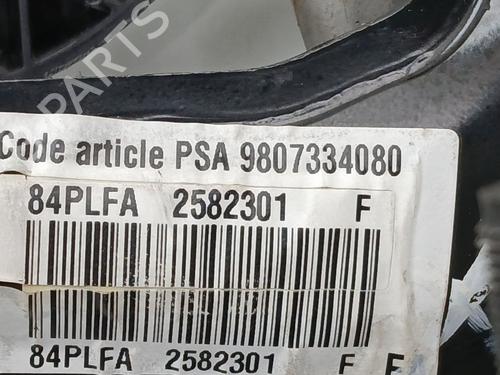 PARTS
Code article PSA 9807334080
84PLFA 2582301 F
84PLFA 2582301 F F